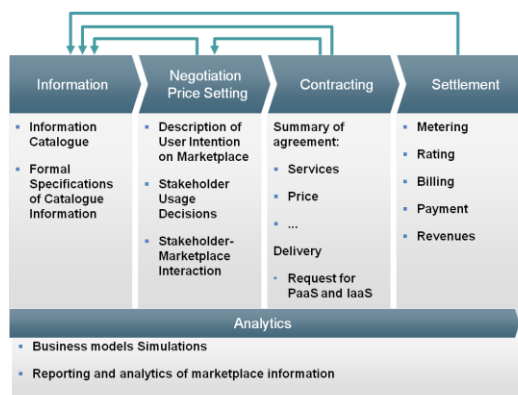 Information
Negotiation
Price Setting
Contracting
Settlement
Information
Catalogue
Formal
Specifications
of Catalogue
Information
Description of
User Intention
on Marketplace
Stakeholder
Usage
Decisions
Stakeholder-
Marketplace
Interaction
Summary of
agreement:
Services
Price
...
Delivery
Request for
PaaS and IaaS
Metering
Rating
Billing
Payment
Revenues
Analytics
Business models Simulations
Reporting and analytics of marketplace information